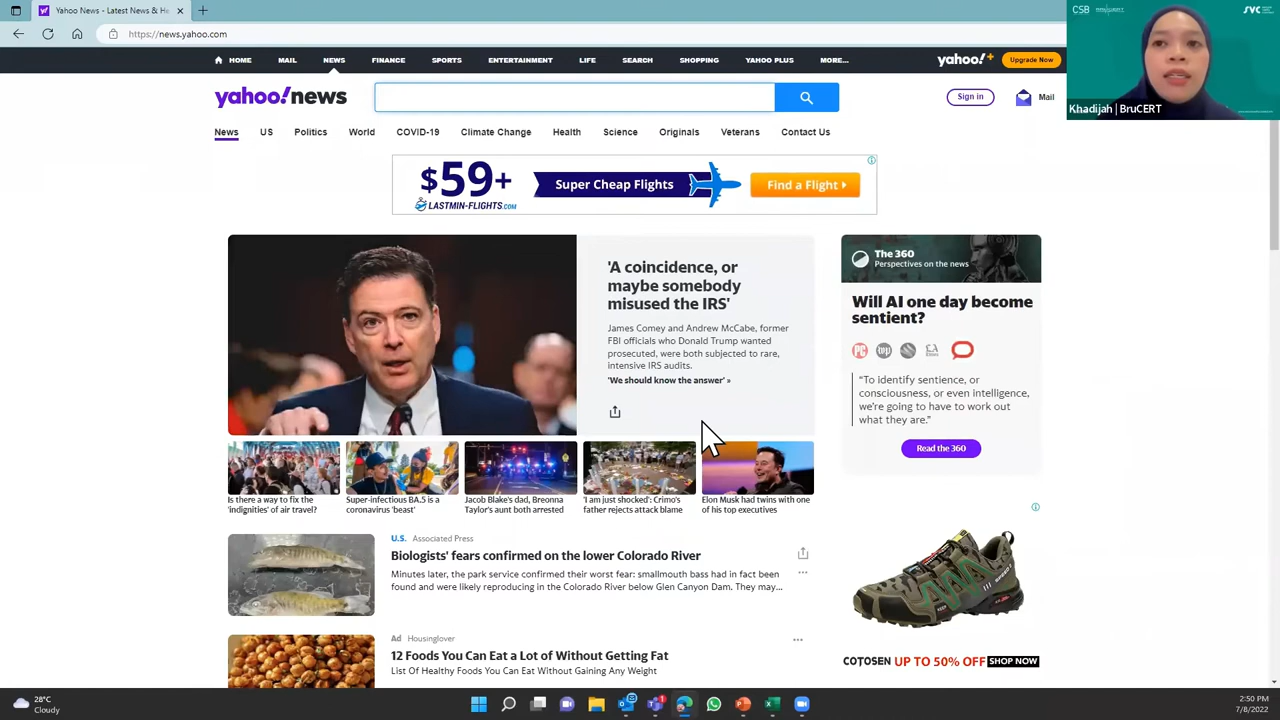 Yahoo News - Latest News & He
https://news.yahoo.com
HOME
MAIL
NEWS
FINANCE
SPORTS
ENTERTAINMENT
LIFE
SEARCH
SHOPPING
YAHOO PLUS
MORE...
yahoo!+
Upgrade Now
CSB
SVC
Khadijah | BruCERT
yahoo!news
Sign in
Mail
News
US
Politics
World
COVID-19
Climate Change
Health
Science
Originals
Veterans
Contact Us
$59+
LASTMIN-FLIGHTS.COM
Super Cheap Flights
Find a Flight
'A coincidence, or
maybe somebody
misused the IRS'
James Comey and Andrew McCabe, former
FBI officials who Donald Trump wanted
prosecuted, were both subjected to rare,
intensive IRS audits.
'We should know the answer' »
The 360
Perspectives on the news
Will AI one day become
sentient?
"To identify sentience, or
consciousness, or even intelligence,
we're going to have to work out
what they are."
Read the 360
Is there a way to fix the
'indignities' of air travel?
Super-infectious BA.5 is a
coronavirus 'beast'
Jacob Blake's dad, Breonna
Taylor's aunt both arrested
'I am just shocked': Crimo's
father rejects attack blame
Elon Musk had twins with one
of his top executives
U.S. Associated Press
Biologists' fears confirmed on the lower Colorado River
Minutes later, the park service confirmed their worst fear: smallmouth bass had in fact been
found and were likely reproducing in the Colorado River below Glen Canyon Dam. They may...
Ad Housinglover
12 Foods You Can Eat a Lot of Without Getting Fat
List Of Healthy Foods You Can Eat Without Gaining Any Weight
COTOSEN UP TO 50% OFF SHOP NOW
28°C
Cloudy
2:50 PM
7/8/2022